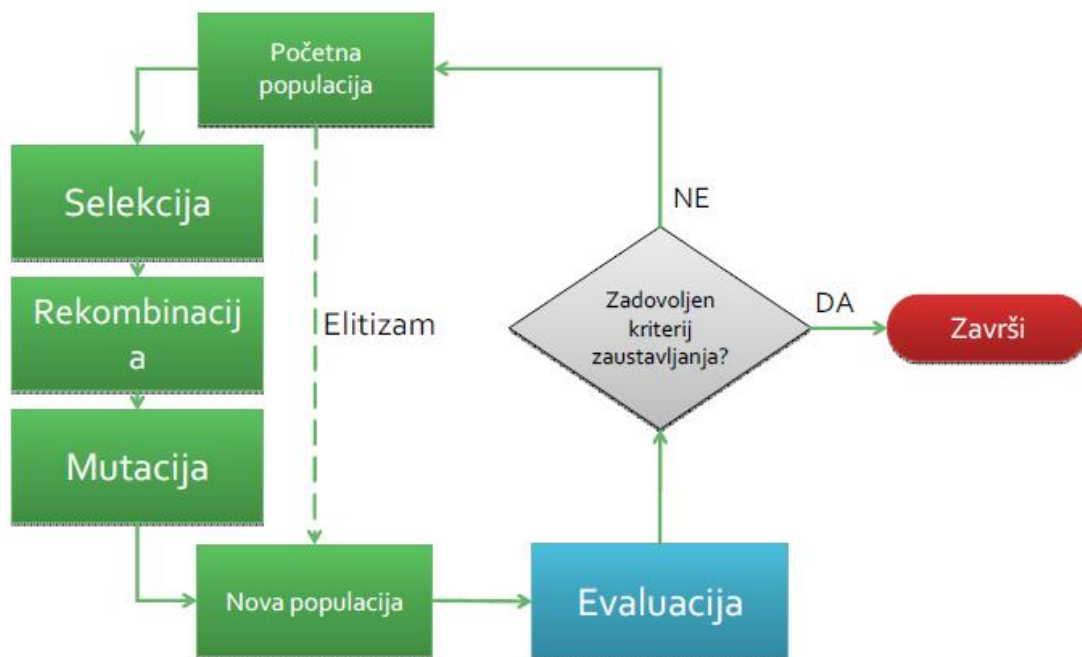 Početna
populacija
Selekcija
Rekombinacij
a
Mutacija
Elitizam
Nova populacija
Evaluacija
Zadovoljen
kriterij
zaustavljanja?
NE
DA
Završi